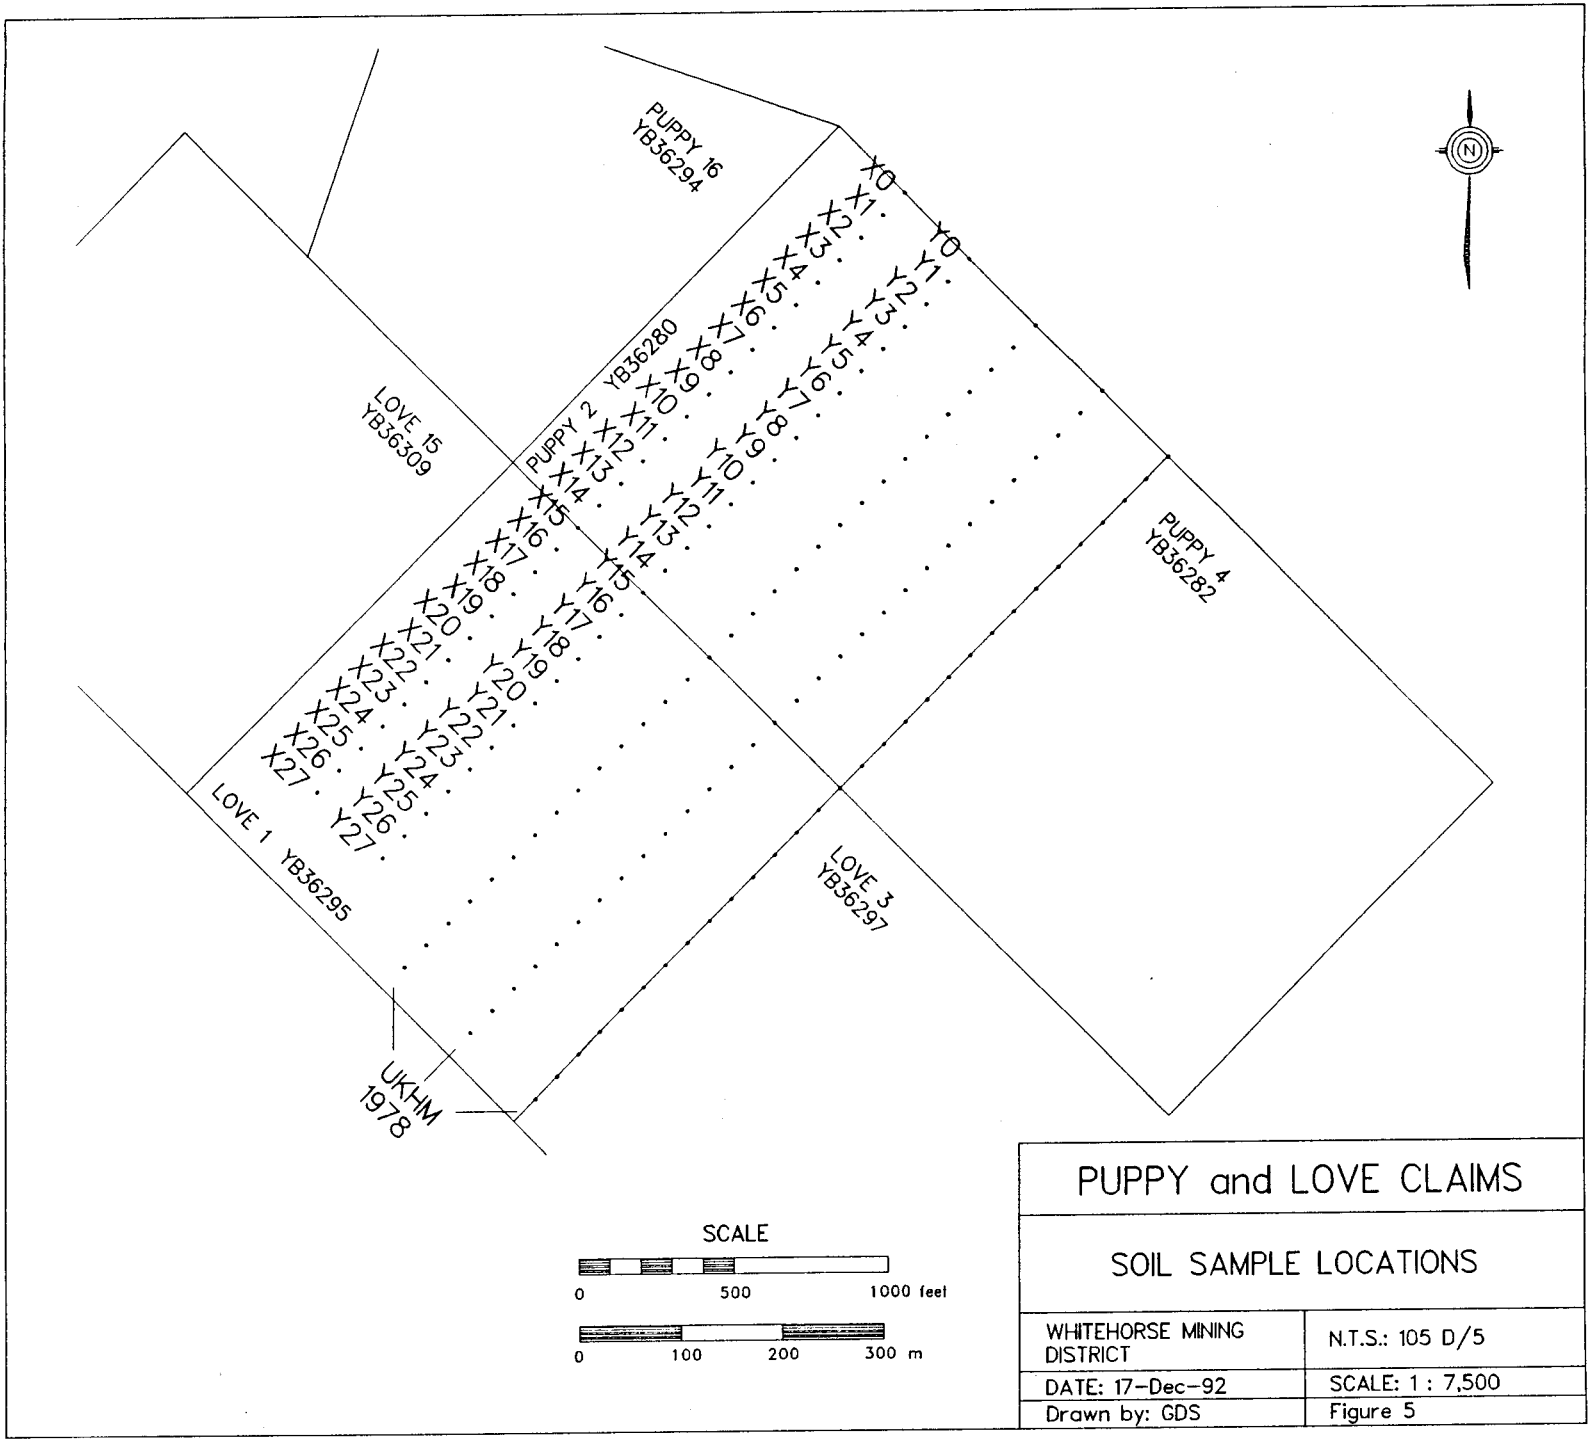 PUPPY 16
YB36294
N
X0
X1
X2
X3
X4
X5
X6
X7
X8
X9
X10
X11
X12
X13
X14
X15
X16
X17
X18
X19
X20
X21
X22
X23
X24
X25
X26
X27
Y0
Y1
Y2
Y3
Y4
Y5
Y6
Y7
Y8
Y9
Y10
Y11
Y12
Y13
Y14
Y15
Y16
Y17
Y18
Y19
Y20
Y21
Y22
Y23
Y24
Y25
Y26
Y27
PUPPY 2 YB36280
LOVE 15
YB36309
PUPPY 4
YB36282
LOVE 1 YB36295
LOVE 3
YB36297
UKHM
1978
SCALE
0 500 1000 feet
0 100 200 300 m
PUPPY and LOVE CLAIMS
SOIL SAMPLE LOCATIONS
WHITEHORSE MINING
DISTRICT
N.T.S.: 105 D/5
DATE: 17-Dec-92
SCALE: 1 : 7,500
Drawn by: GDS
Figure 5